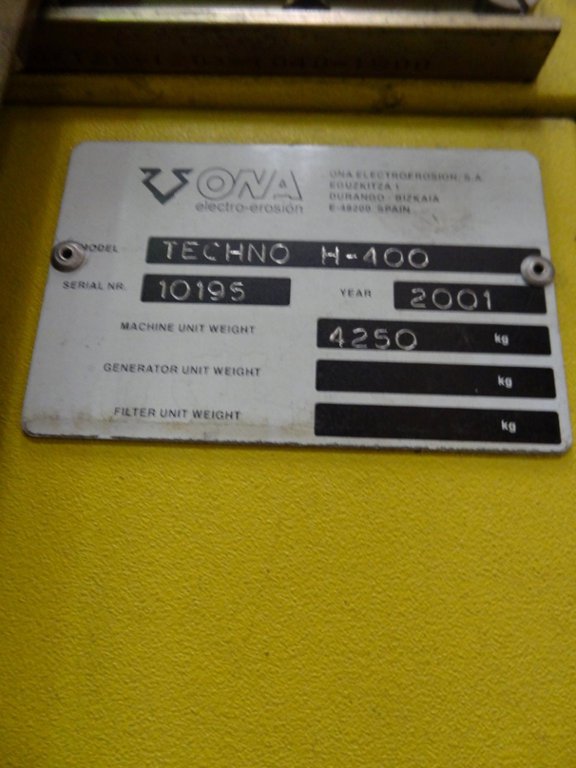 ONA
electro-erosión
ONA ELECTROEROSION, S.A.
EGUZKITZA 1
DURANGO - BIZKAIA
E-48200 SPAIN
MODEL TECHNO H-400
SERIAL NR. 10195 YEAR 2001
MACHINE UNIT WEIGHT 4250 kg
GENERATOR UNIT WEIGHT kg
FILTER UNIT WEIGHT kg